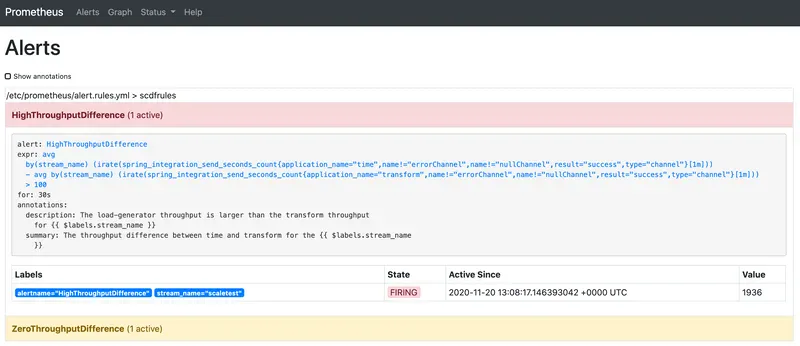 Prometheus Alerts Graph Status Help
Alerts
Show annotations
/etc/prometheus/alert.rules.yml > scdfrules
HighThroughputDifference (1 active)
alert: HighThroughputDifference
expr: avg
by(stream_name) (irate(spring_integration_send_seconds_count{application_name="time",name!="errorChannel",name!="nullChannel",result="success",type="channel"}[1m]))
- avg by(stream_name) (irate(spring_integration_send_seconds_count{application_name="transform",name!="errorChannel",name!="nullChannel",result="success",type="channel"}[1m]))
> 100
for: 30s
annotations:
description: The load-generator throughput is larger than the transform throughput
for {{ $labels.stream_name }}
summary: The throughput difference between time and transform for the {{ $labels.stream_name
}}
Labels State Active Since Value
alertname="HighThroughputDifference" stream_name="scaletest" FIRING 2020-11-20 13:08:17.146393042 +0000 UTC 1936
ZeroThroughputDifference (1 active)